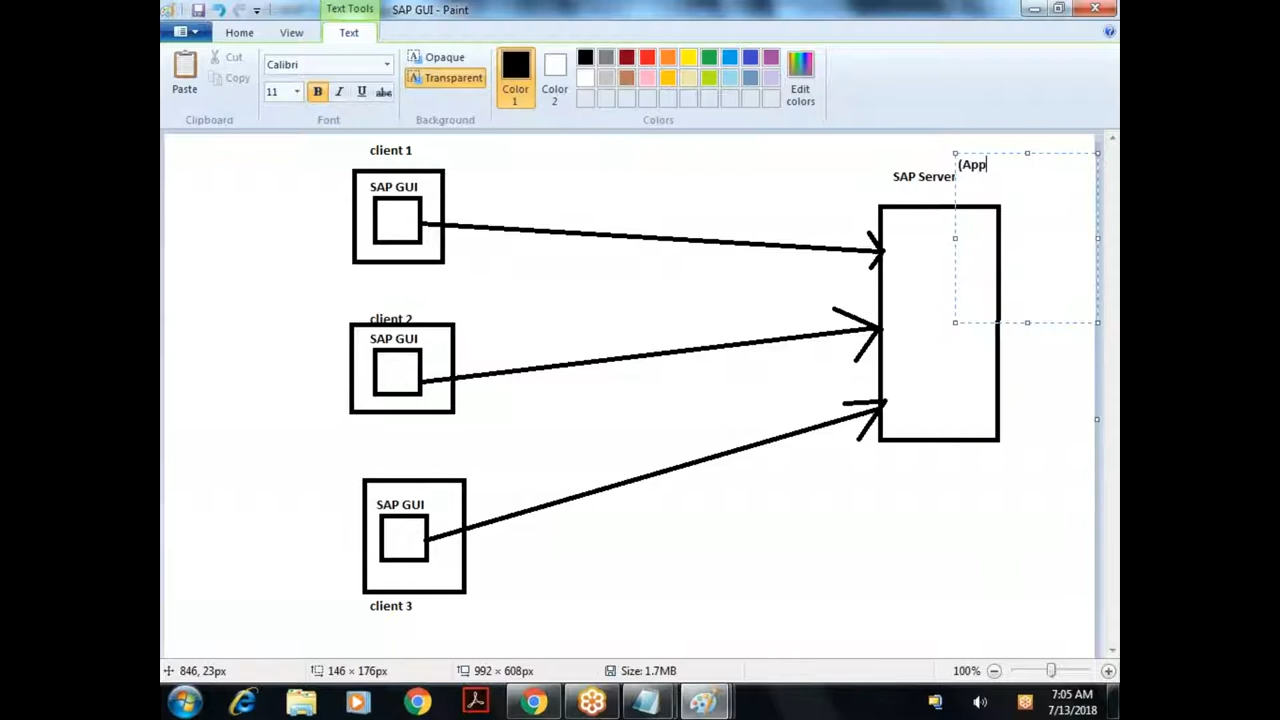 Text Tools
SAP GUI - Paint
Home
View
Text
Paste
Cut
Copy
Clipboard
Calibri
11
B
I
U
abc
Font
Opaque
Transparent
Background
Color 1
Color 2
Edit colors
Colors
client 1
SAP GUI
(App
SAP Server
client 2
SAP GUI
SAP GUI
client 3
846, 23px
146 × 176px
992 × 608px
Size: 1.7MB
100%
7:05 AM
7/13/2018